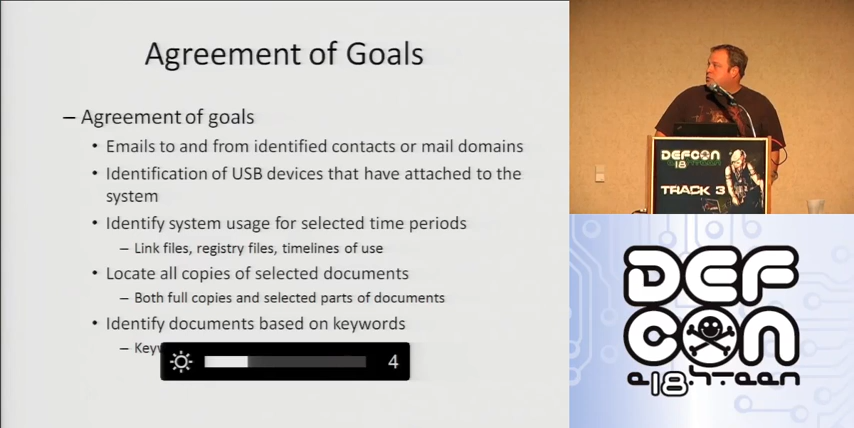 Agreement of Goals
– Agreement of goals
• Emails to and from identified contacts or mail domains
• Identification of USB devices that have attached to the
system
• Identify system usage for selected time periods
– Link files, registry files, timelines of use
• Locate all copies of selected documents
– Both full copies and selected parts of documents
• Identify documents based on keywords
4
DEFCON
18
TRACK 3
DEF
CON
e18hteen